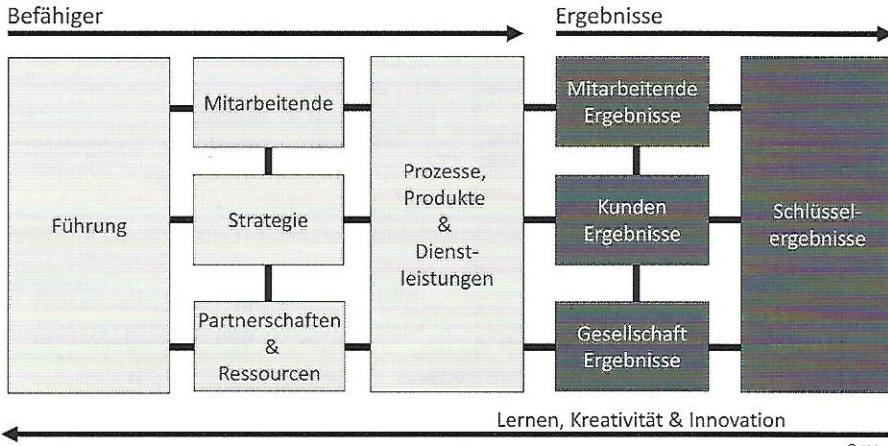 Befähiger
Ergebnisse
Führung
Mitarbeitende
Strategie
Partnerschaften
&
Ressourcen
Prozesse,
Produkte
&
Dienst-
leistungen
Mitarbeitende
Ergebnisse
Kunden
Ergebnisse
Gesellschaft
Ergebnisse
Schlüssel-
ergebnisse
Lernen, Kreativität & Innovation